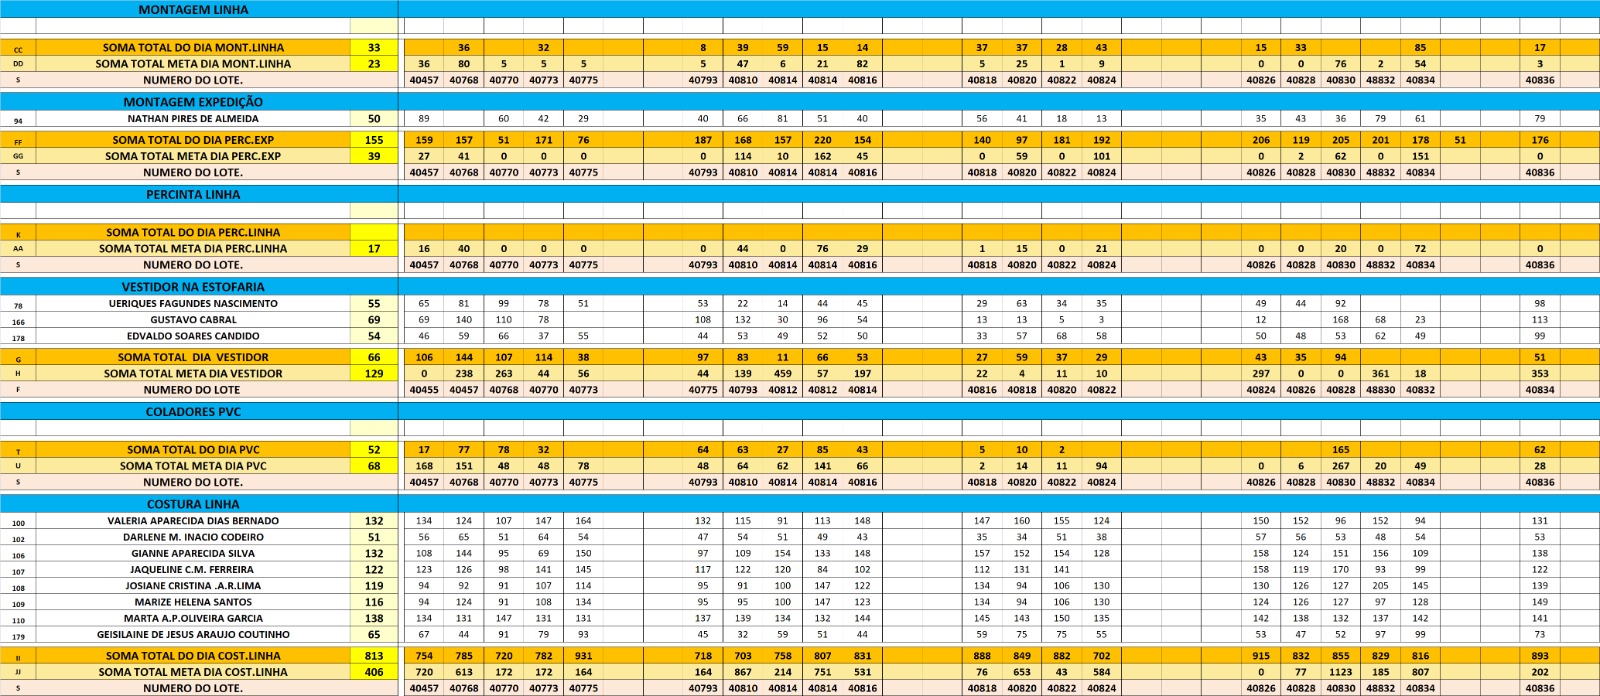 MONTAGEM LINHA
CC SOMA TOTAL DO DIA MONT.LINHA 33 36 32 8 39 59 15 14 37 37 28 43 15 33 85 17
DD SOMA TOTAL META DIA MONT.LINHA 23 36 80 5 5 5 5 47 6 21 82 5 25 1 9 0 0 76 2 54 3
S NUMERO DO LOTE. 40457 40768 40770 40773 40775 40793 40810 40814 40814 40816 40818 40820 40822 40824 40826 40828 40830 48832 40834 40836
MONTAGEM EXPEDIÇÃO
94 NATHAN PIRES DE ALMEIDA 50 89 60 42 29 40 66 81 51 40 56 41 18 13 35 43 36 79 61 79
FF SOMA TOTAL DO DIA PERC.EXP 155 159 157 51 171 76 187 168 157 220 154 140 97 181 192 206 119 205 201 178 51 176
GG SOMA TOTAL META DIA PERC.EXP 39 27 41 0 0 0 0 114 10 162 45 0 59 0 101 0 2 62 0 151 0
S NUMERO DO LOTE. 40457 40768 40770 40773 40775 40793 40810 40814 40814 40816 40818 40820 40822 40824 40826 40828 40830 48832 40834 40836
PERCINTA LINHA
K SOMA TOTAL DO DIA PERC.LINHA
AA SOMA TOTAL META DIA PERC.LINHA 17 16 40 0 0 0 0 44 0 76 29 1 15 0 21 0 0 20 0 72 0
S NUMERO DO LOTE. 40457 40768 40770 40773 40775 40793 40810 40814 40814 40816 40818 40820 40822 40824 40826 40828 40830 48832 40834 40836
VESTIDOR NA ESTOFARIA
78 UERIQUES FAGUNDES NASCIMENTO 55 65 81 99 78 51 53 22 14 44 45 29 63 34 35 49 44 92 98
166 GUSTAVO CABRAL 69 69 140 110 78 108 132 30 96 54 13 13 5 3 12 168 68 23 113
178 EDVALDO SOARES CANDIDO 54 46 59 66 37 55 44 53 49 52 50 33 57 68 58 50 48 53 62 49 99
G SOMA TOTAL DIA VESTIDOR 66 106 144 107 114 38 97 83 11 66 53 27 59 37 29 43 35 94 51
H SOMA TOTAL META DIA VESTIDOR 129 0 238 263 44 56 44 139 459 57 197 22 4 11 10 297 0 0 361 18 353
F NUMERO DO LOTE 40455 40457 40768 40770 40773 40775 40793 40812 40812 40814 40816 40818 40820 40822 40824 40826 40828 48830 40832 40834
COLADORES PVC
T SOMA TOTAL DO DIA PVC 52 17 77 78 32 64 63 27 85 43 5 10 2 165 62
U SOMA TOTAL META DIA PVC 68 168 151 48 48 78 48 64 62 141 66 2 14 11 94 0 6 267 20 49 28
S NUMERO DO LOTE. 40457 40768 40770 40773 40775 40793 40810 40814 40814 40816 40818 40820 40822 40824 40826 40828 40830 48832 40834 40836
COSTURA LINHA
100 VALERIA APARECIDA DIAS BERNADO 132 134 124 107 147 164 132 115 91 113 148 147 160 155 124 150 152 96 152 94 131
102 DARLENE M. INACIO CODEIRO 51 56 65 51 64 54 47 54 51 49 43 35 34 51 38 57 56 53 48 54 53
106 GIANNE APARECIDA SILVA 132 108 144 95 69 150 97 109 154 133 148 157 152 154 128 158 124 151 156 109 138
107 JAQUELINE C.M. FERREIRA 122 123 126 98 141 145 117 122 120 84 102 112 131 141 158 119 170 93 99 122
108 JOSIANE CRISTINA .A.R.LIMA 119 94 92 91 107 114 95 91 100 147 122 134 94 106 130 130 126 127 205 145 139
109 MARIZE HELENA SANTOS 116 94 124 91 108 134 95 95 100 147 123 134 94 106 130 124 126 127 97 128 149
110 MARTA A.P.OLIVEIRA GARCIA 138 134 131 147 131 131 137 139 134 132 144 145 143 150 135 142 138 132 137 142 141
179 GEISILAINE DE JESUS ARAUJO COUTINHO 65 67 44 91 79 93 45 32 59 51 44 59 75 75 55 53 47 52 97 99 73
II SOMA TOTAL DO DIA COST.LINHA 813 754 785 720 782 931 718 703 758 807 831 888 849 882 702 915 832 855 829 816 893
JJ SOMA TOTAL META DIA COST.LINHA 406 720 613 172 172 164 164 867 214 751 531 76 653 43 584 0 77 1123 185 807 202
S NUMERO DO LOTE. 40457 40768 40770 40773 40775 40793 40810 40814 40814 40816 40818 40820 40822 40824 40826 40828 40830 48832 40834 40836